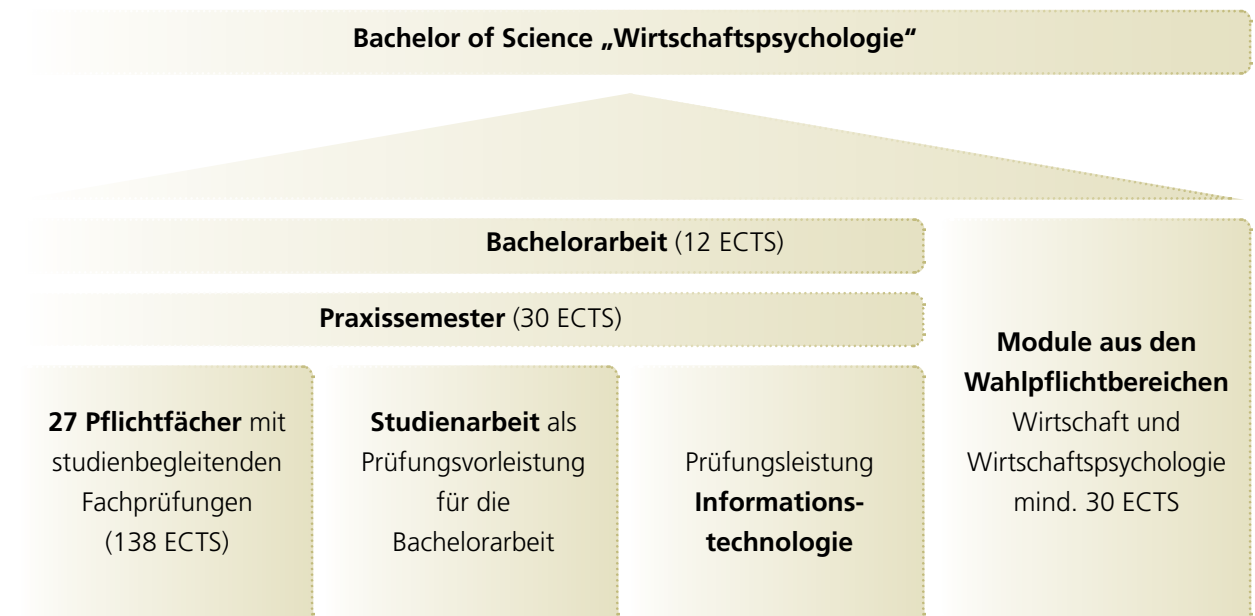 Bachelor of Science „Wirtschaftspsychologie“
Bachelorarbeit (12 ECTS)
Praxissemester (30 ECTS)
27 Pflichtfächer mit
studienbegleitenden
Fachprüfungen
(138 ECTS)
Studienarbeit als
Prüfungsvorleistung
für die
Bachelorarbeit
Prüfungsleistung
Informations-
technologie
Module aus den
Wahlpflichtbereichen
Wirtschaft und
Wirtschaftspsychologie
mind. 30 ECTS